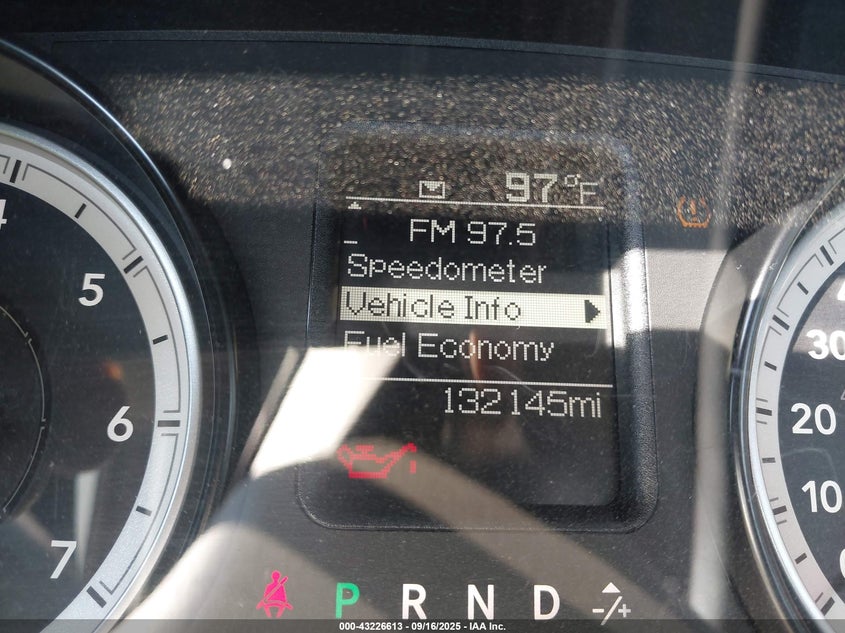 97°F
FM 97.5
Speedometer
Vehicle Info
Fuel Economy
132145mi
4
5
6
7
30
20
10
P R N D -/+
000-43226613 - 09/16/2025 - IAA Inc.